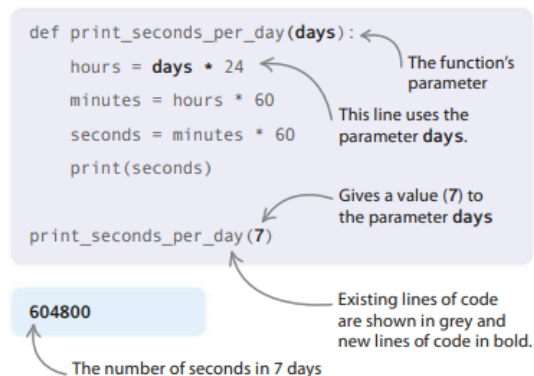 def print_seconds_per_day(days):
The function's
parameter
hours = days * 24
minutes = hours * 60
This line uses the
parameter days.
seconds = minutes * 60
print(seconds)
Gives a value (7) to
the parameter days
print_seconds_per_day(7)
Existing lines of code
are shown in grey and
new lines of code in bold.
604800
The number of seconds in 7 days